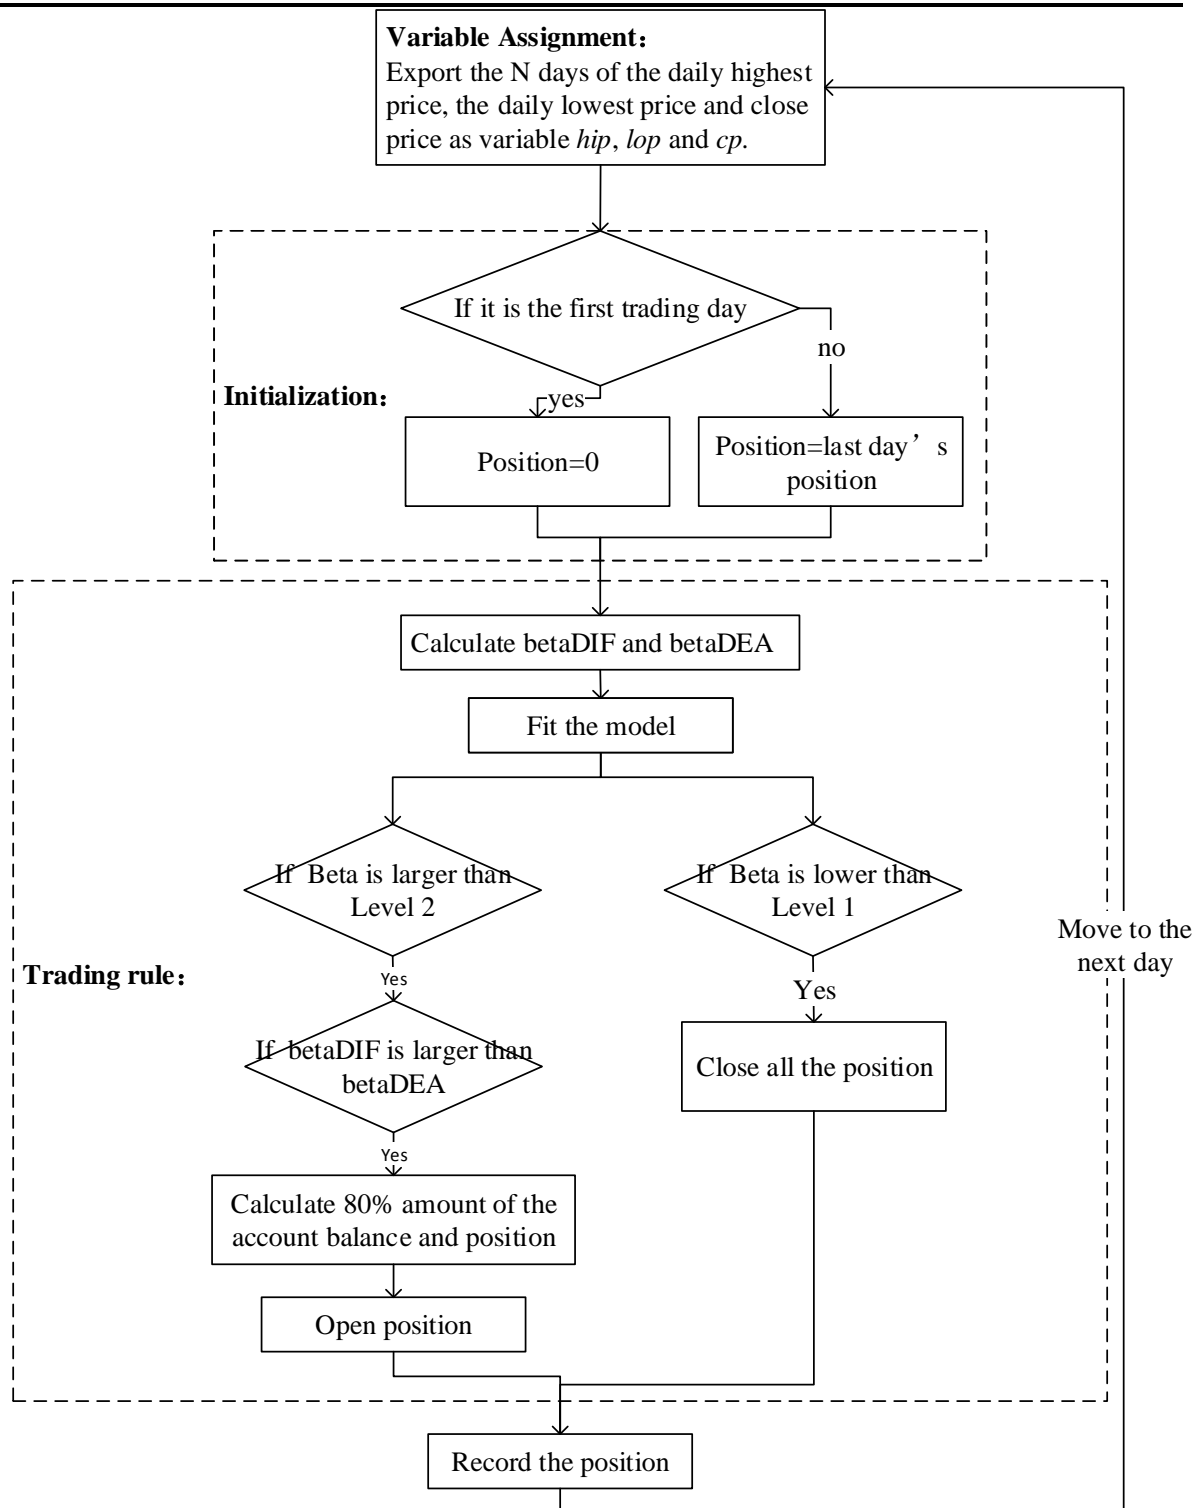 Variable Assignment：
Export the N days of the daily highest
price, the daily lowest price and close
price as variable hip, lop and cp.
If it is the first trading day
no
Initialization：
yes
Position=0
Position=last day’s
position
Calculate betaDIF and betaDEA
Fit the model
If  Beta is larger than
Level 2
If  Beta is lower than
Level 1
Move to the
next day
Trading rule：
Yes
Yes
If  betaDIF is larger than
betaDEA
Close all the position
Yes
Calculate 80% amount of the
account balance and position
Open position
Record the position